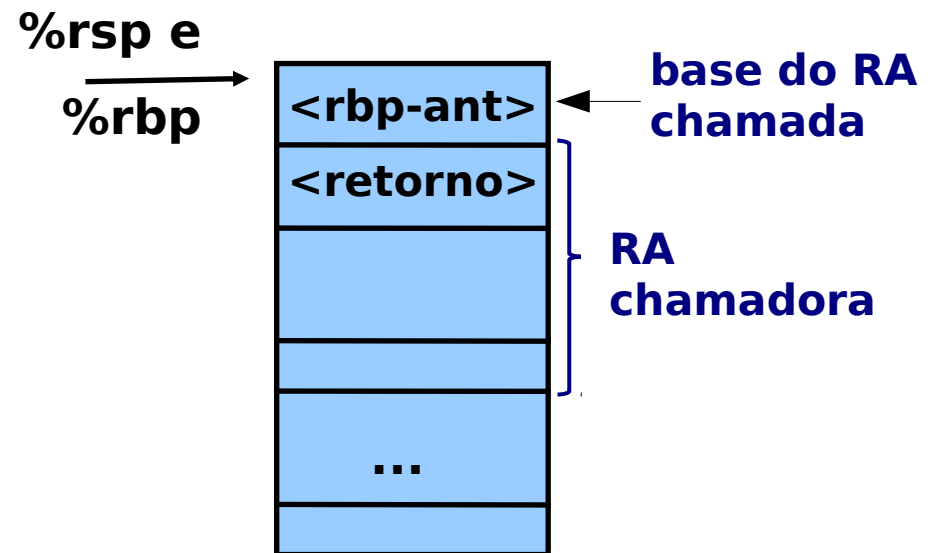 %rsp e
%rbp
<rbp-ant>
base do RA
chamada
<retorno>
RA
chamadora
...